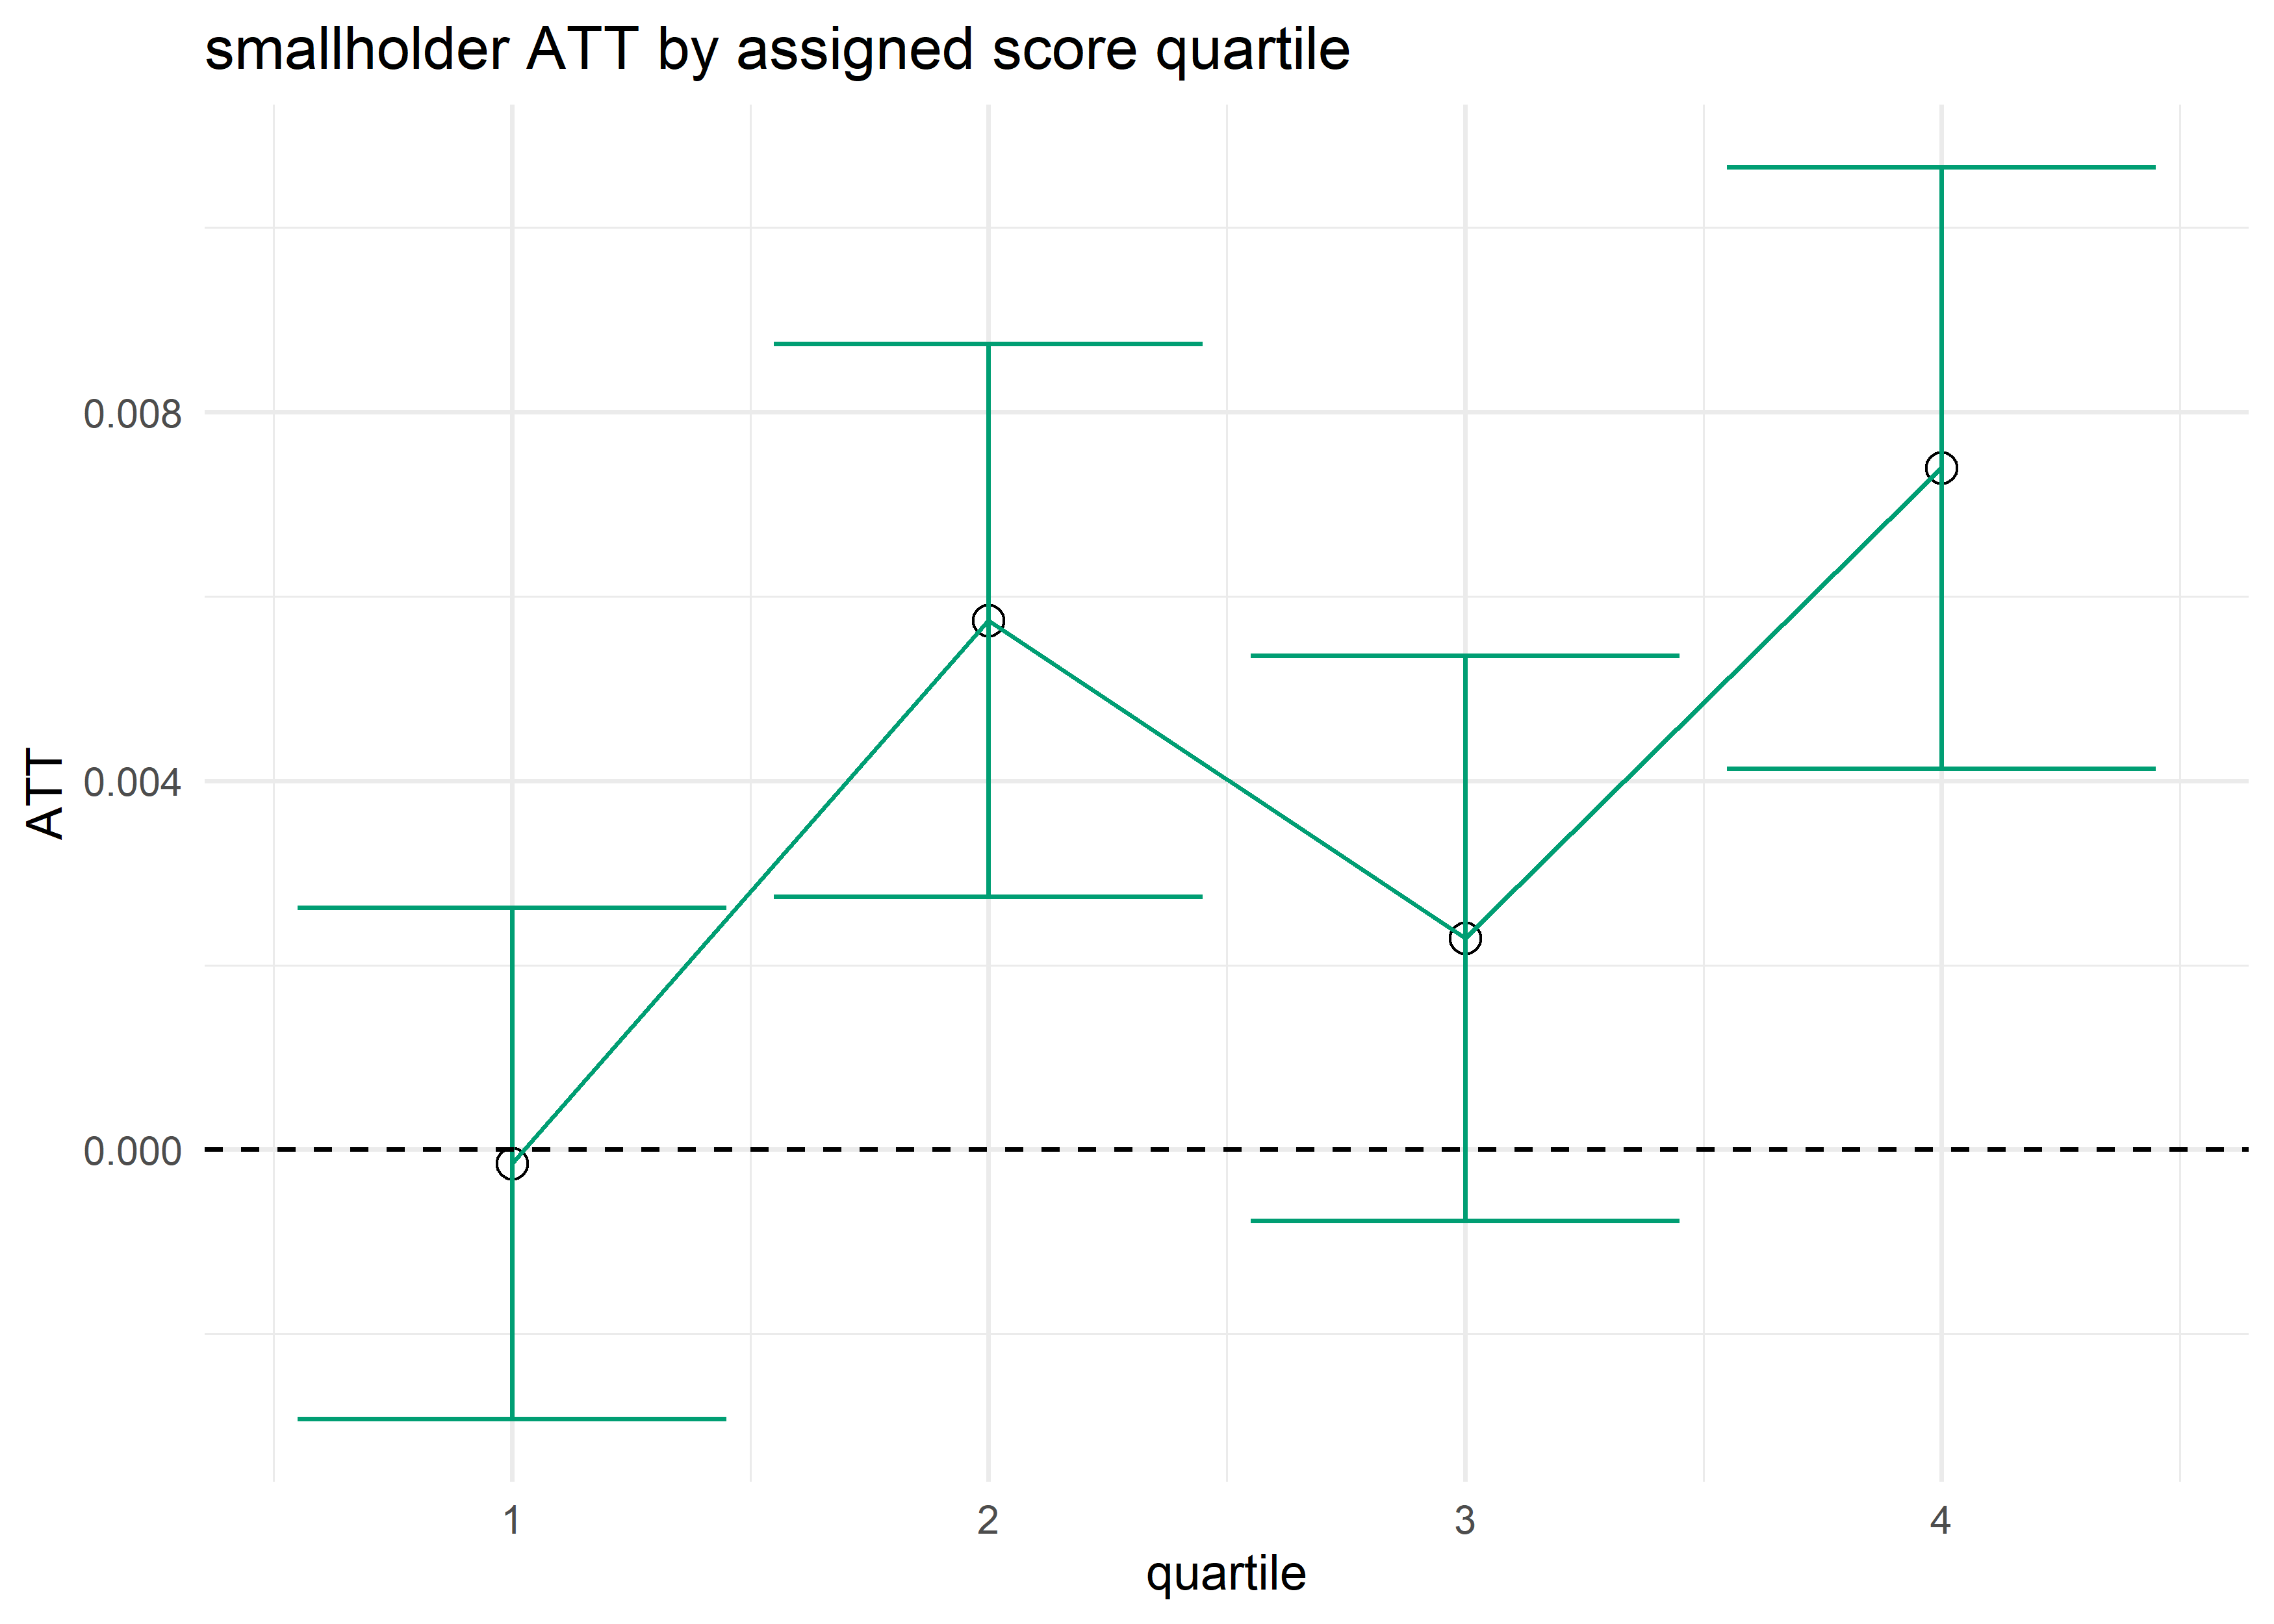 smallholder ATT by assigned score quartile
ATT
0.008
0.004
0.000
1 2 3 4
quartile